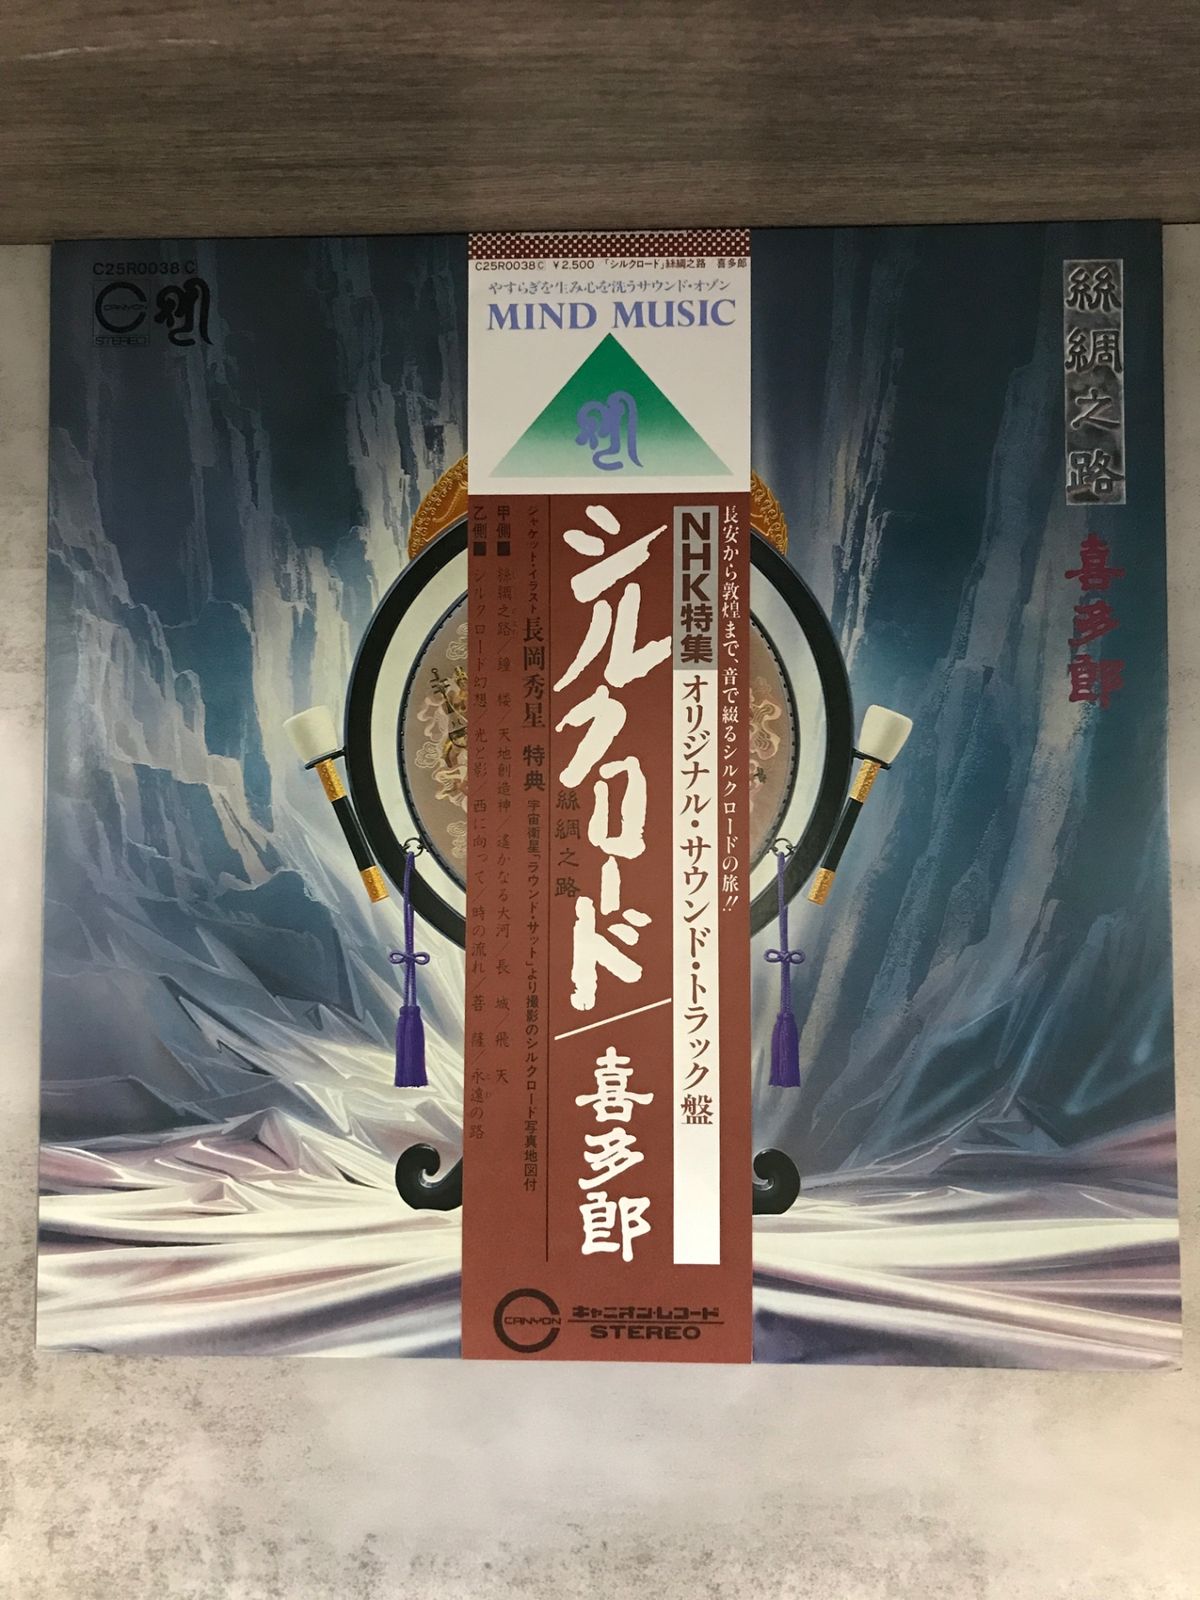 C25R0038 C
CANYON
STEREO
絲綢之路
喜多郎
C25R0038 C ¥2,500 「シルクロード」絲綢之路 喜多郎
やすらぎを生み心を洗うサウンド・オゾン
MIND MUSIC
長安から敦煌まで、音で綴るシルクロードの旅!!
NHK特集 オリジナル・サウンド・トラック盤
シルクロード/喜多郎
絲綢之路
ジャケット・イラスト 長岡秀星 特典 宇宙衛星「ラウンド・サット」より撮影のシルクロード写真地図付
甲側■ 絲綢之路/鐘 楼/天地創造神/遙かなる大河 長 城/飛 天
乙側■ シルクロード幻想/光と影/西に向って/時の流れ/菩 薩/永遠の路
CANYON
キャニオン・レコード
STEREO